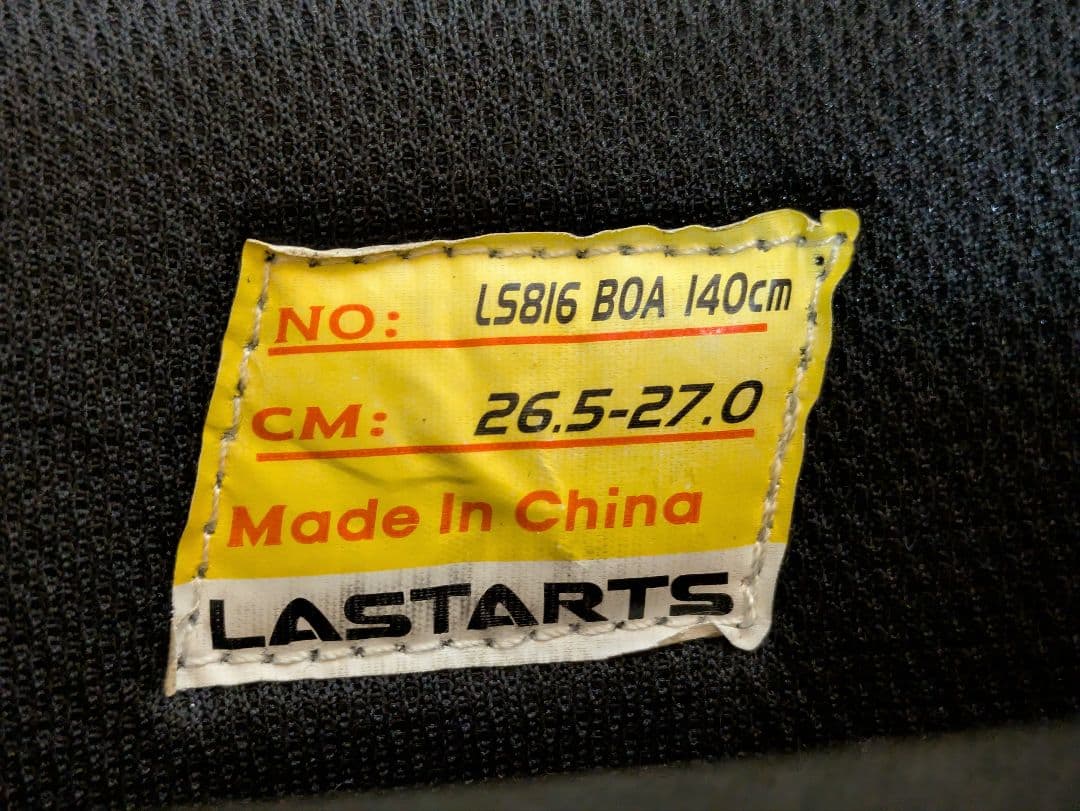 NO: LS816 BOA 140cm
CM: 26.5-27.0
Made In China
LASTARTS